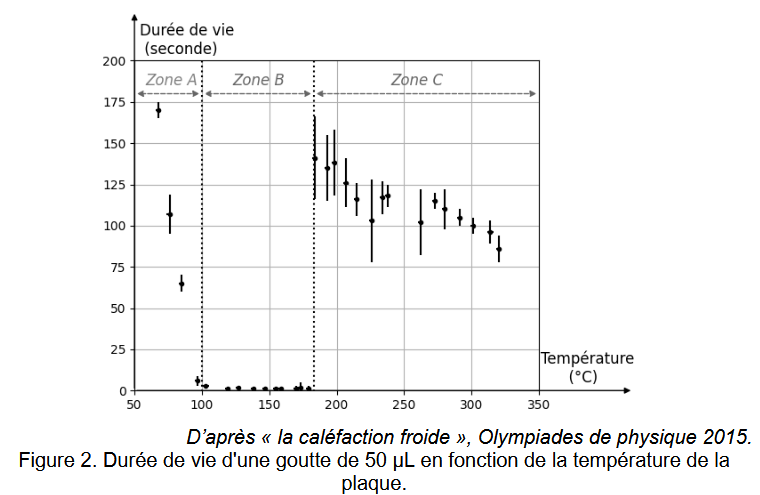 Durée de vie
(seconde)
200
Zone A
Zone B
Zone C
175
150
125
100
75
50
25
0
Température
(°C)
50
100
150
200
250
300
350
D’après « la caléfaction froide », Olympiades de physique 2015.
Figure 2. Durée de vie d'une goutte de 50 µL en fonction de la température de la
plaque.